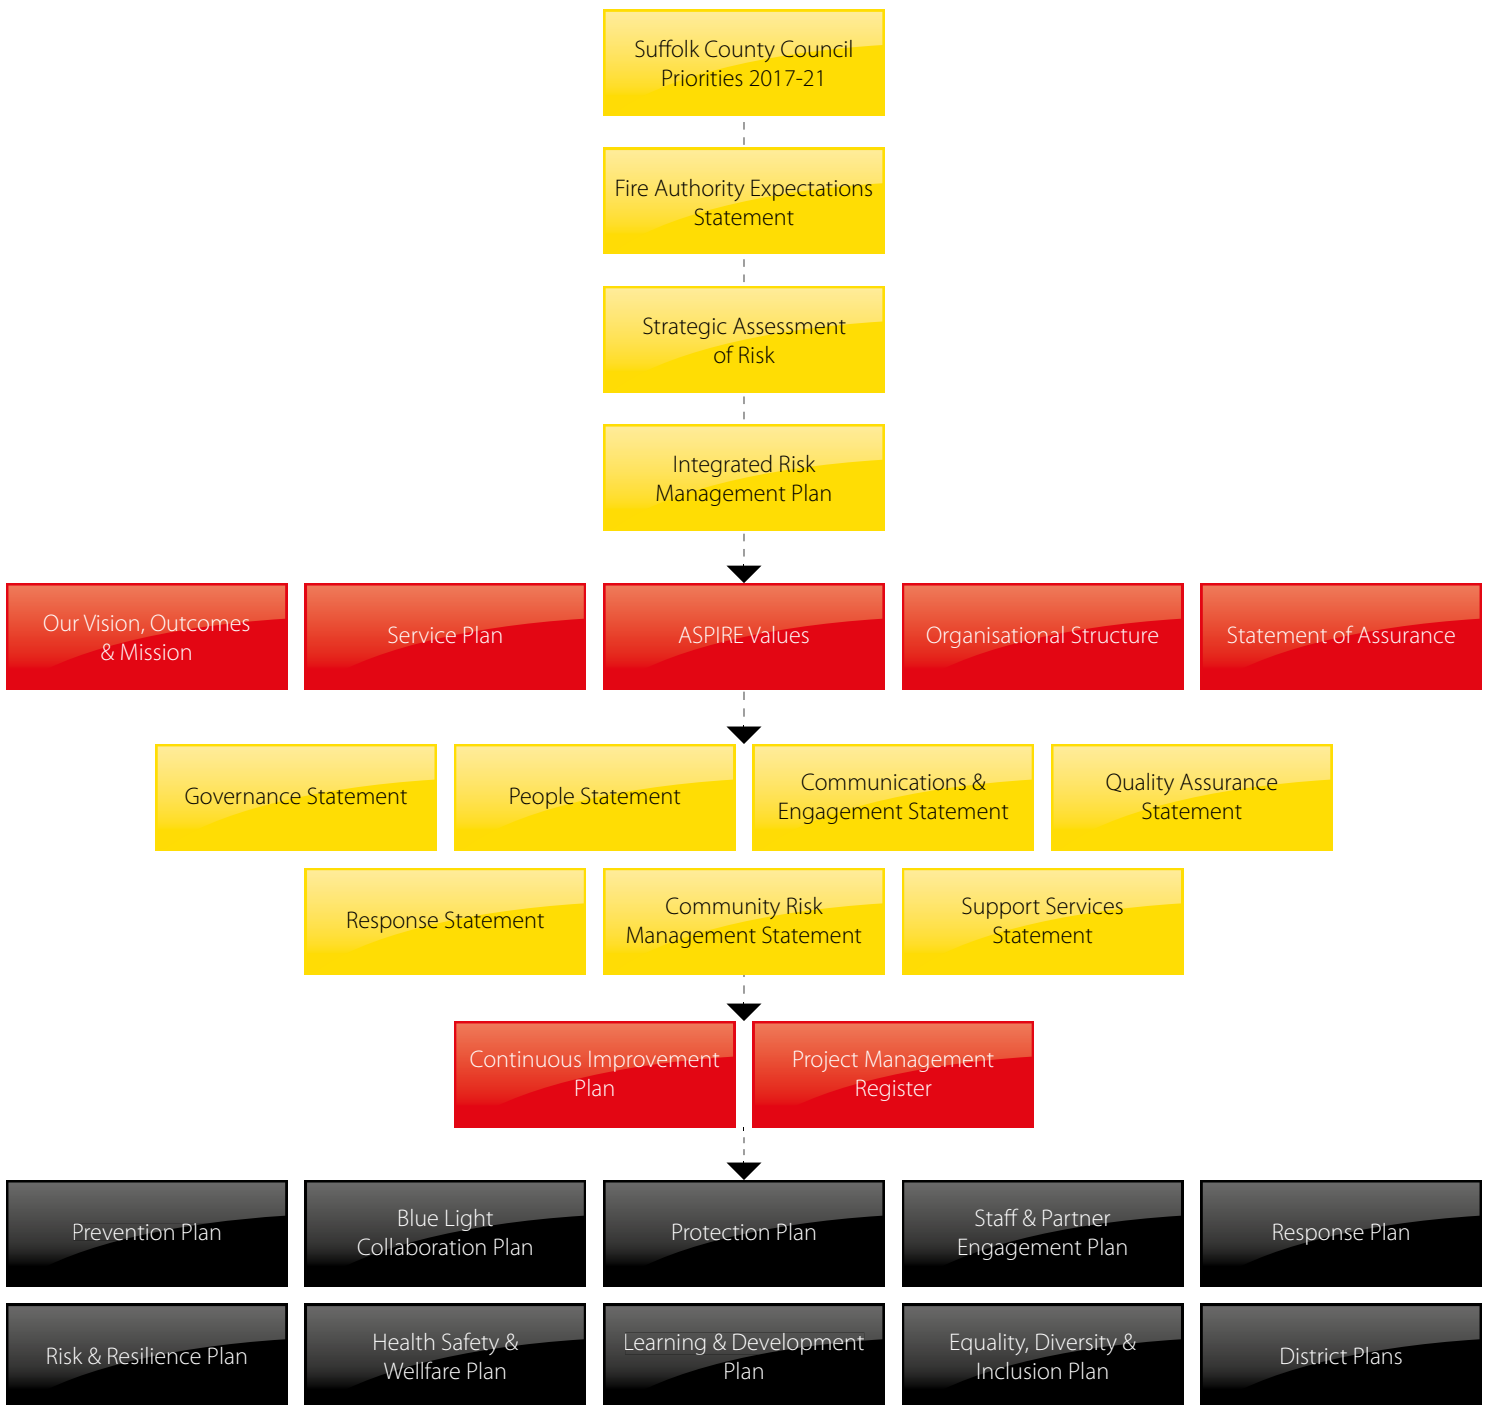 Suffolk County Council
Priorities 2017-21
Fire Authority Expectations
Statement
Strategic Assessment
of Risk
Integrated Risk
Management Plan
Our Vision, Outcomes
& Mission
Service Plan
ASPIRE Values
Organisational Structure
Statement of Assurance
Governance Statement
People Statement
Communications &
Engagement Statement
Quality Assurance
Statement
Response Statement
Community Risk
Management Statement
Support Services
Statement
Continuous Improvement
Plan
Project Management
Register
Prevention Plan
Blue Light
Collaboration Plan
Protection Plan
Staff & Partner
Engagement Plan
Response Plan
Risk & Resilience Plan
Health Safety &
Wellfare Plan
Learning & Development
Plan
Equality, Diversity &
Inclusion Plan
District Plans